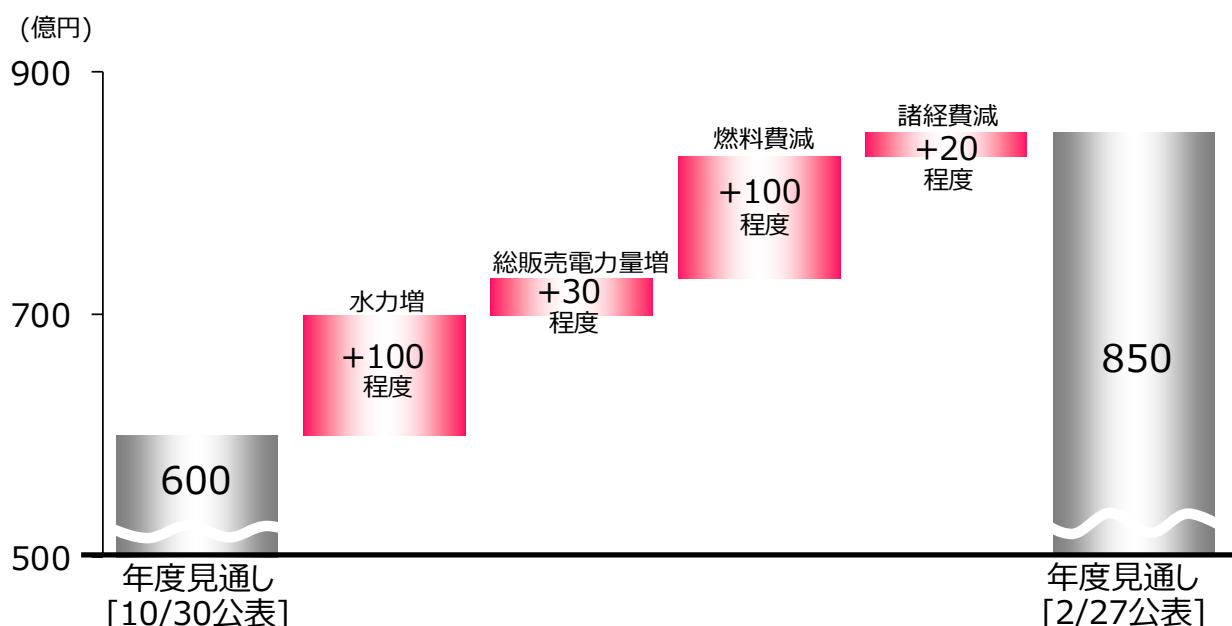 (億円)
900
700
500
600
年度見通し
[10/30公表]
水力増
+100
程度
総販売電力量増
+30
程度
燃料費減
+100
程度
諸経費減
+20
程度
850
年度見通し
[2/27公表]